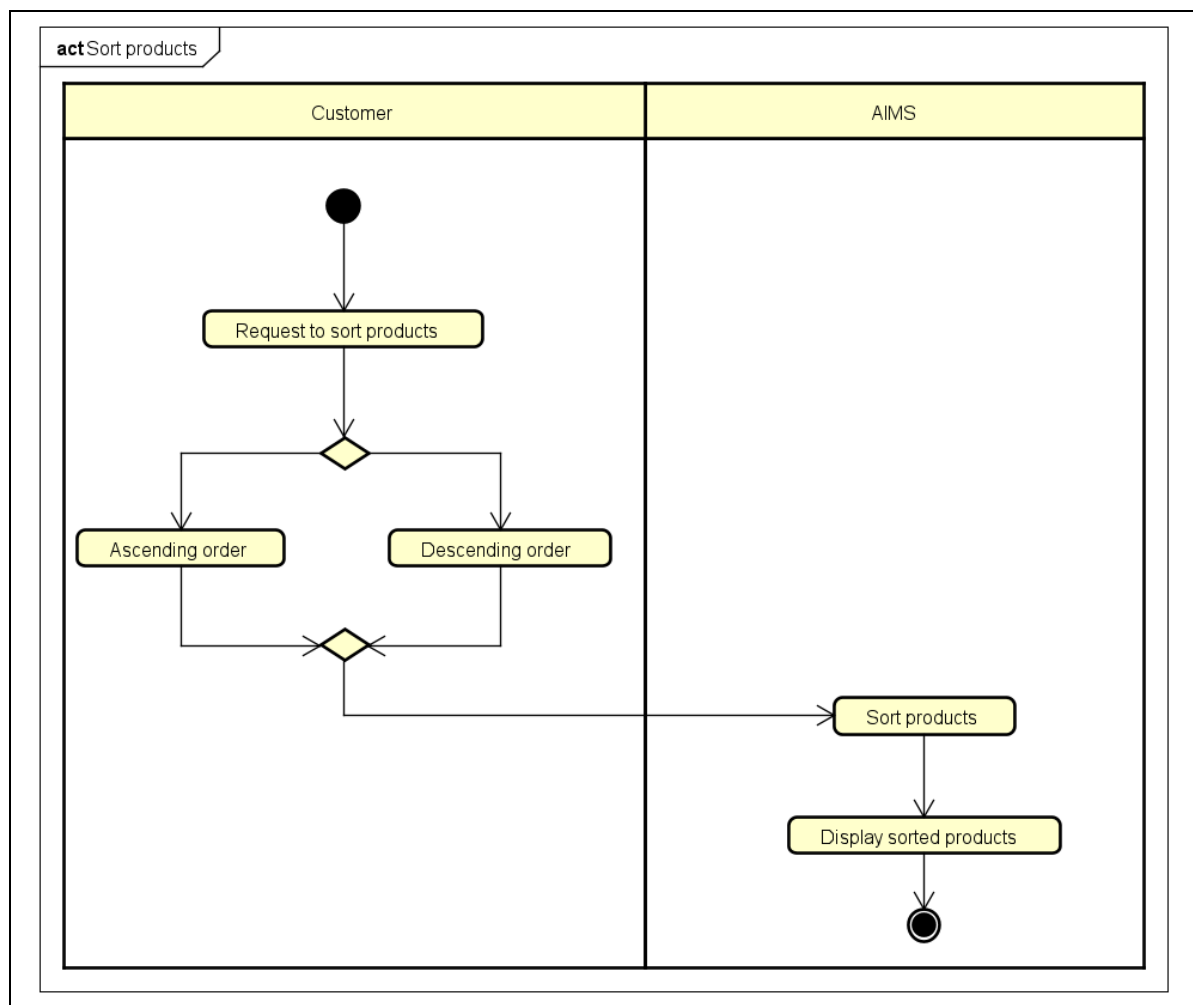 act Sort products
Customer
AIMS
Request to sort products
Ascending order
Descending order
Sort products
Display sorted products